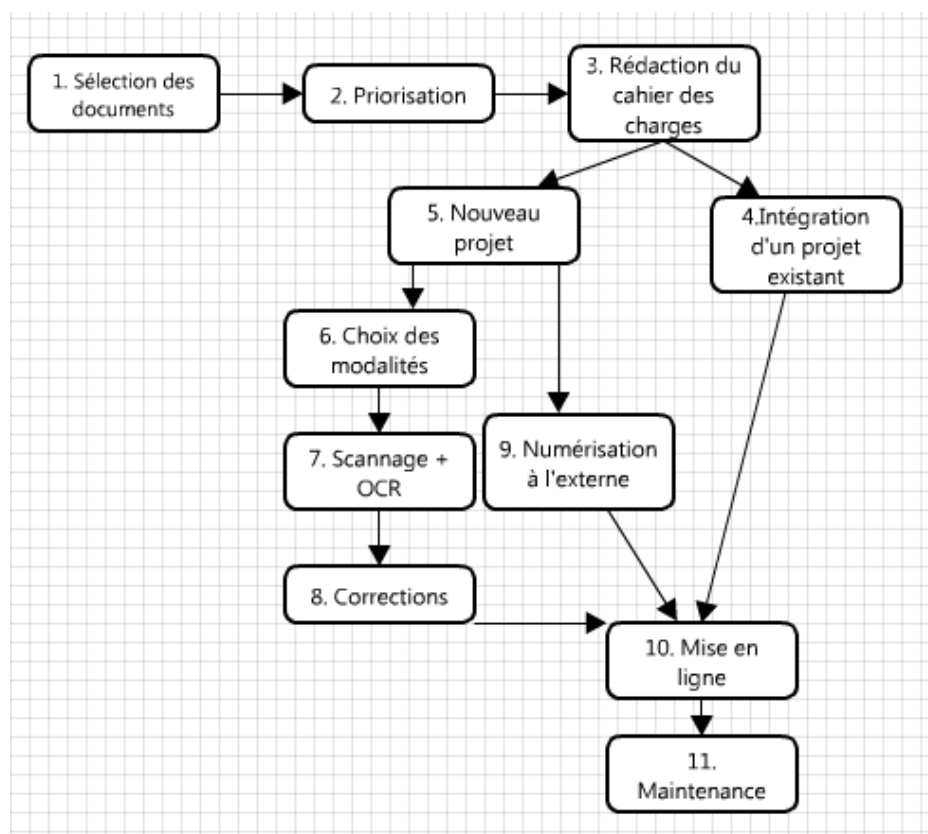 1. Sélection des
documents
2. Priorisation
3. Rédaction du
cahier des
charges
5. Nouveau
projet
4.Intégration
d'un projet
existant
6. Choix des
modalités
7. Scannage +
OCR
9. Numérisation
à l'externe
8. Corrections
10. Mise en
ligne
11.
Maintenance